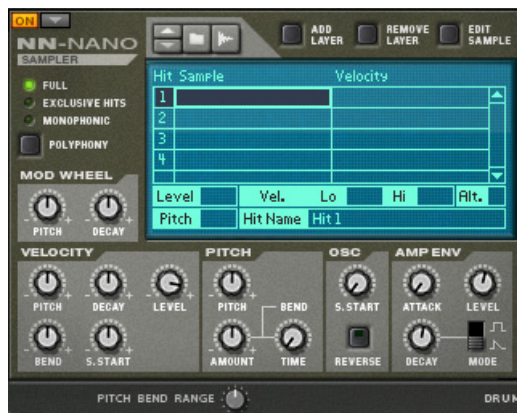 ON
NN-NANO
SAMPLER
ADD LAYER
REMOVE LAYER
EDIT SAMPLE
FULL
EXCLUSIVE HITS
MONOPHONIC
POLYPHONY
Hit Sample Velocity
1
2
3
4
Level Vel. Lo Hi Alt.
Pitch Hit Name Hit 1
MOD WHEEL
PITCH DECAY
VELOCITY
PITCH DECAY LEVEL
BEND S.START
PITCH
PITCH BEND
AMOUNT TIME
OSC
S.START
REVERSE
AMP ENV
ATTACK LEVEL
DECAY MODE
PITCH BEND RANGE
DRUM